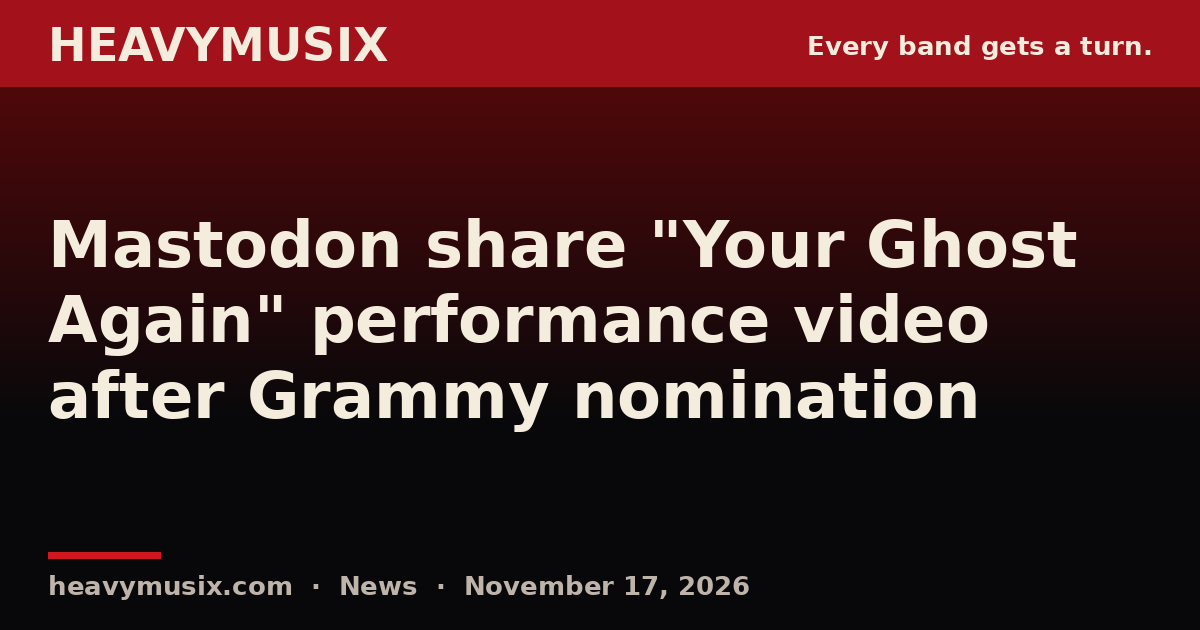 HEAVYMUSIX
Every band gets a turn.
Mastodon share "Your Ghost
Again" performance video
after Grammy nomination
heavymusix.com · News · November 17, 2026